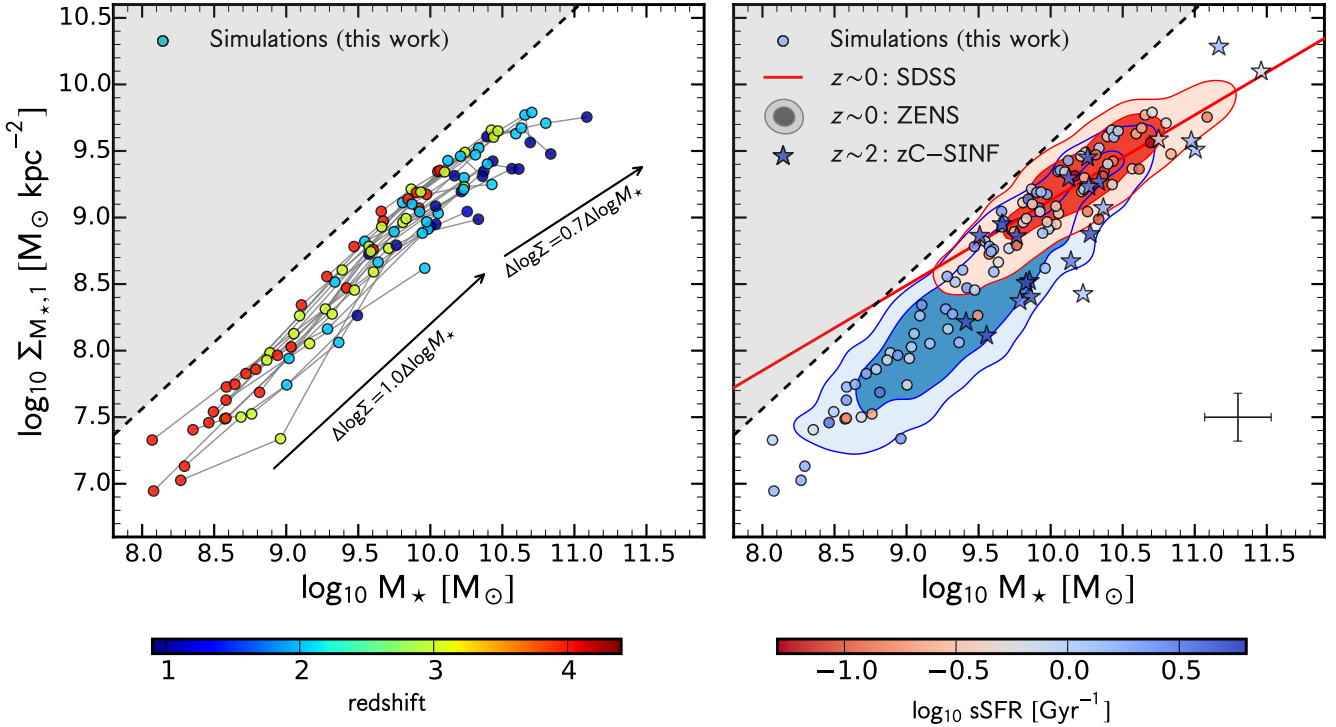 log₁₀ Σ_{M⋆,1} [M⊙ kpc⁻²]
10.5
10.0
9.5
9.0
8.5
8.0
7.5
7.0
Simulations (this work)
ΔlogΣ=0.7ΔlogM⋆
ΔlogΣ=1.0ΔlogM⋆
8.0 8.5 9.0 9.5 10.0 10.5 11.0 11.5
log₁₀ M⋆ [M⊙]
1 2 3 4
redshift
Simulations (this work)
z∼0: SDSS
z∼0: ZENS
z∼2: zC−SINF
8.0 8.5 9.0 9.5 10.0 10.5 11.0 11.5
log₁₀ M⋆ [M⊙]
−1.0 −0.5 0.0 0.5
log₁₀ sSFR [Gyr⁻¹]